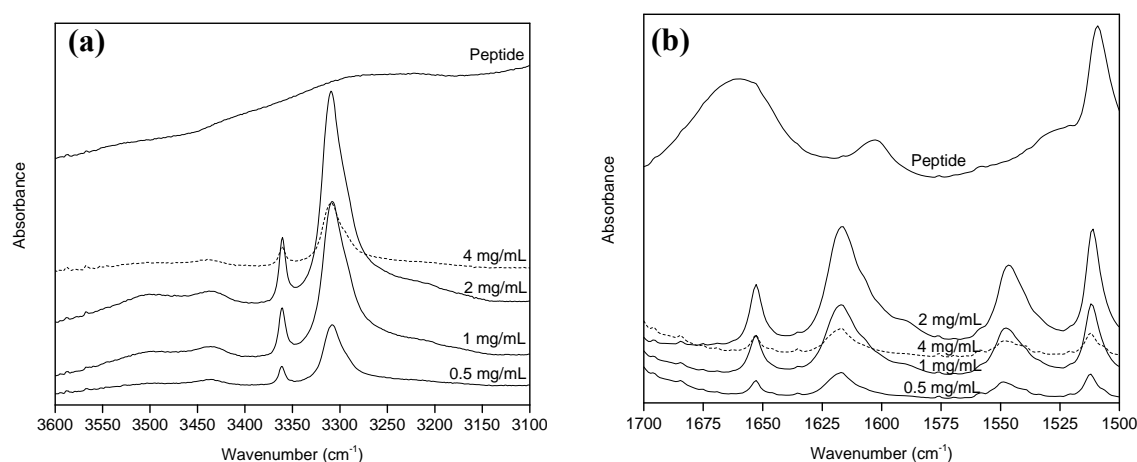 (a)
Peptide
4 mg/mL
2 mg/mL
1 mg/mL
0.5 mg/mL
Absorbance
3600 3550 3500 3450 3400 3350 3300 3250 3200 3150 3100
Wavenumber (cm⁻¹)
(b)
Peptide
2 mg/mL
4 mg/mL
1 mg/mL
0.5 mg/mL
Absorbance
1700 1675 1650 1625 1600 1575 1550 1525 1500
Wavenumber (cm⁻¹)